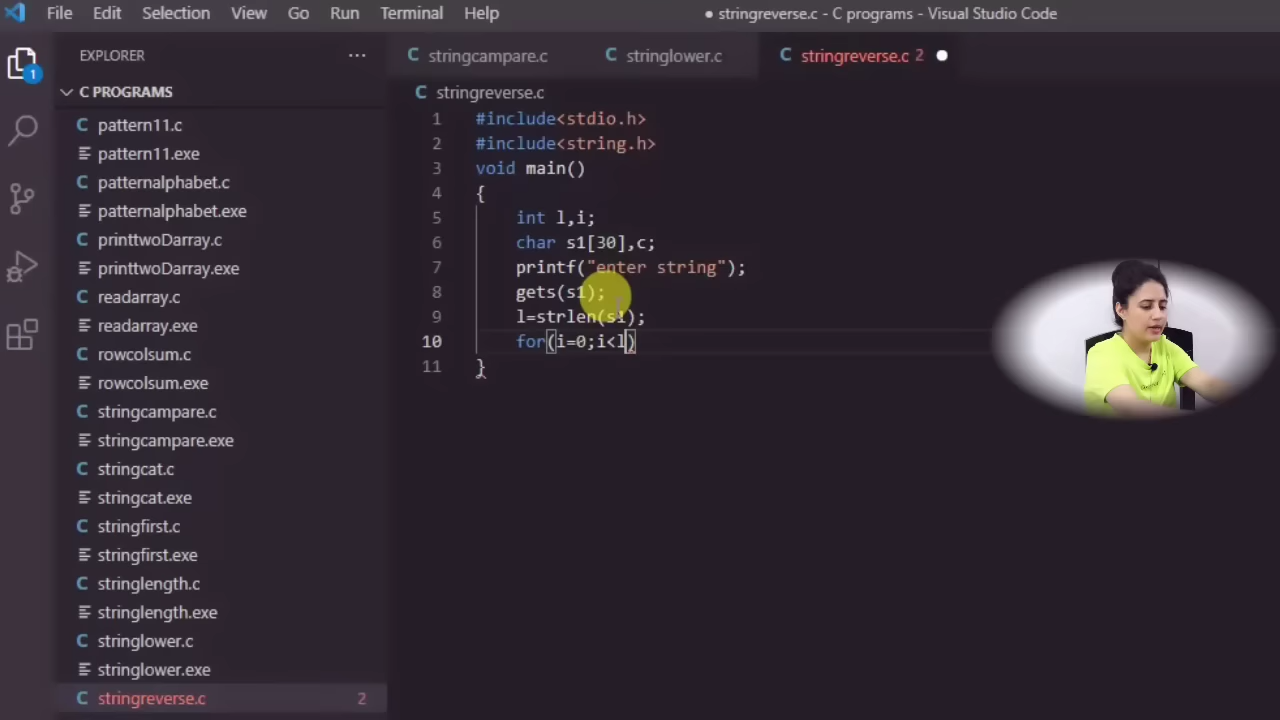 File Edit Selection View Go Run Terminal Help
● stringreverse.c - C programs - Visual Studio Code
1
EXPLORER ···
C PROGRAMS
C pattern11.c
pattern11.exe
C patternalphabet.c
patternalphabet.exe
C printtwoDarray.c
printtwoDarray.exe
C readarray.c
readarray.exe
C rowcolsum.c
rowcolsum.exe
C stringcampare.c
stringcampare.exe
C stringcat.c
stringcat.exe
C stringfirst.c
stringfirst.exe
C stringlength.c
stringlength.exe
C stringlower.c
stringlower.exe
C stringreverse.c 2
C stringcampare.c C stringlower.c C stringreverse.c 2 ●
C stringreverse.c
1 #include<stdio.h>
2 #include<string.h>
3 void main()
4 {
5 int l,i;
6 char s1[30],c;
7 printf("enter string");
8 gets(s1);
9 l=strlen(s1);
10 for(i=0;i<l)
11 }